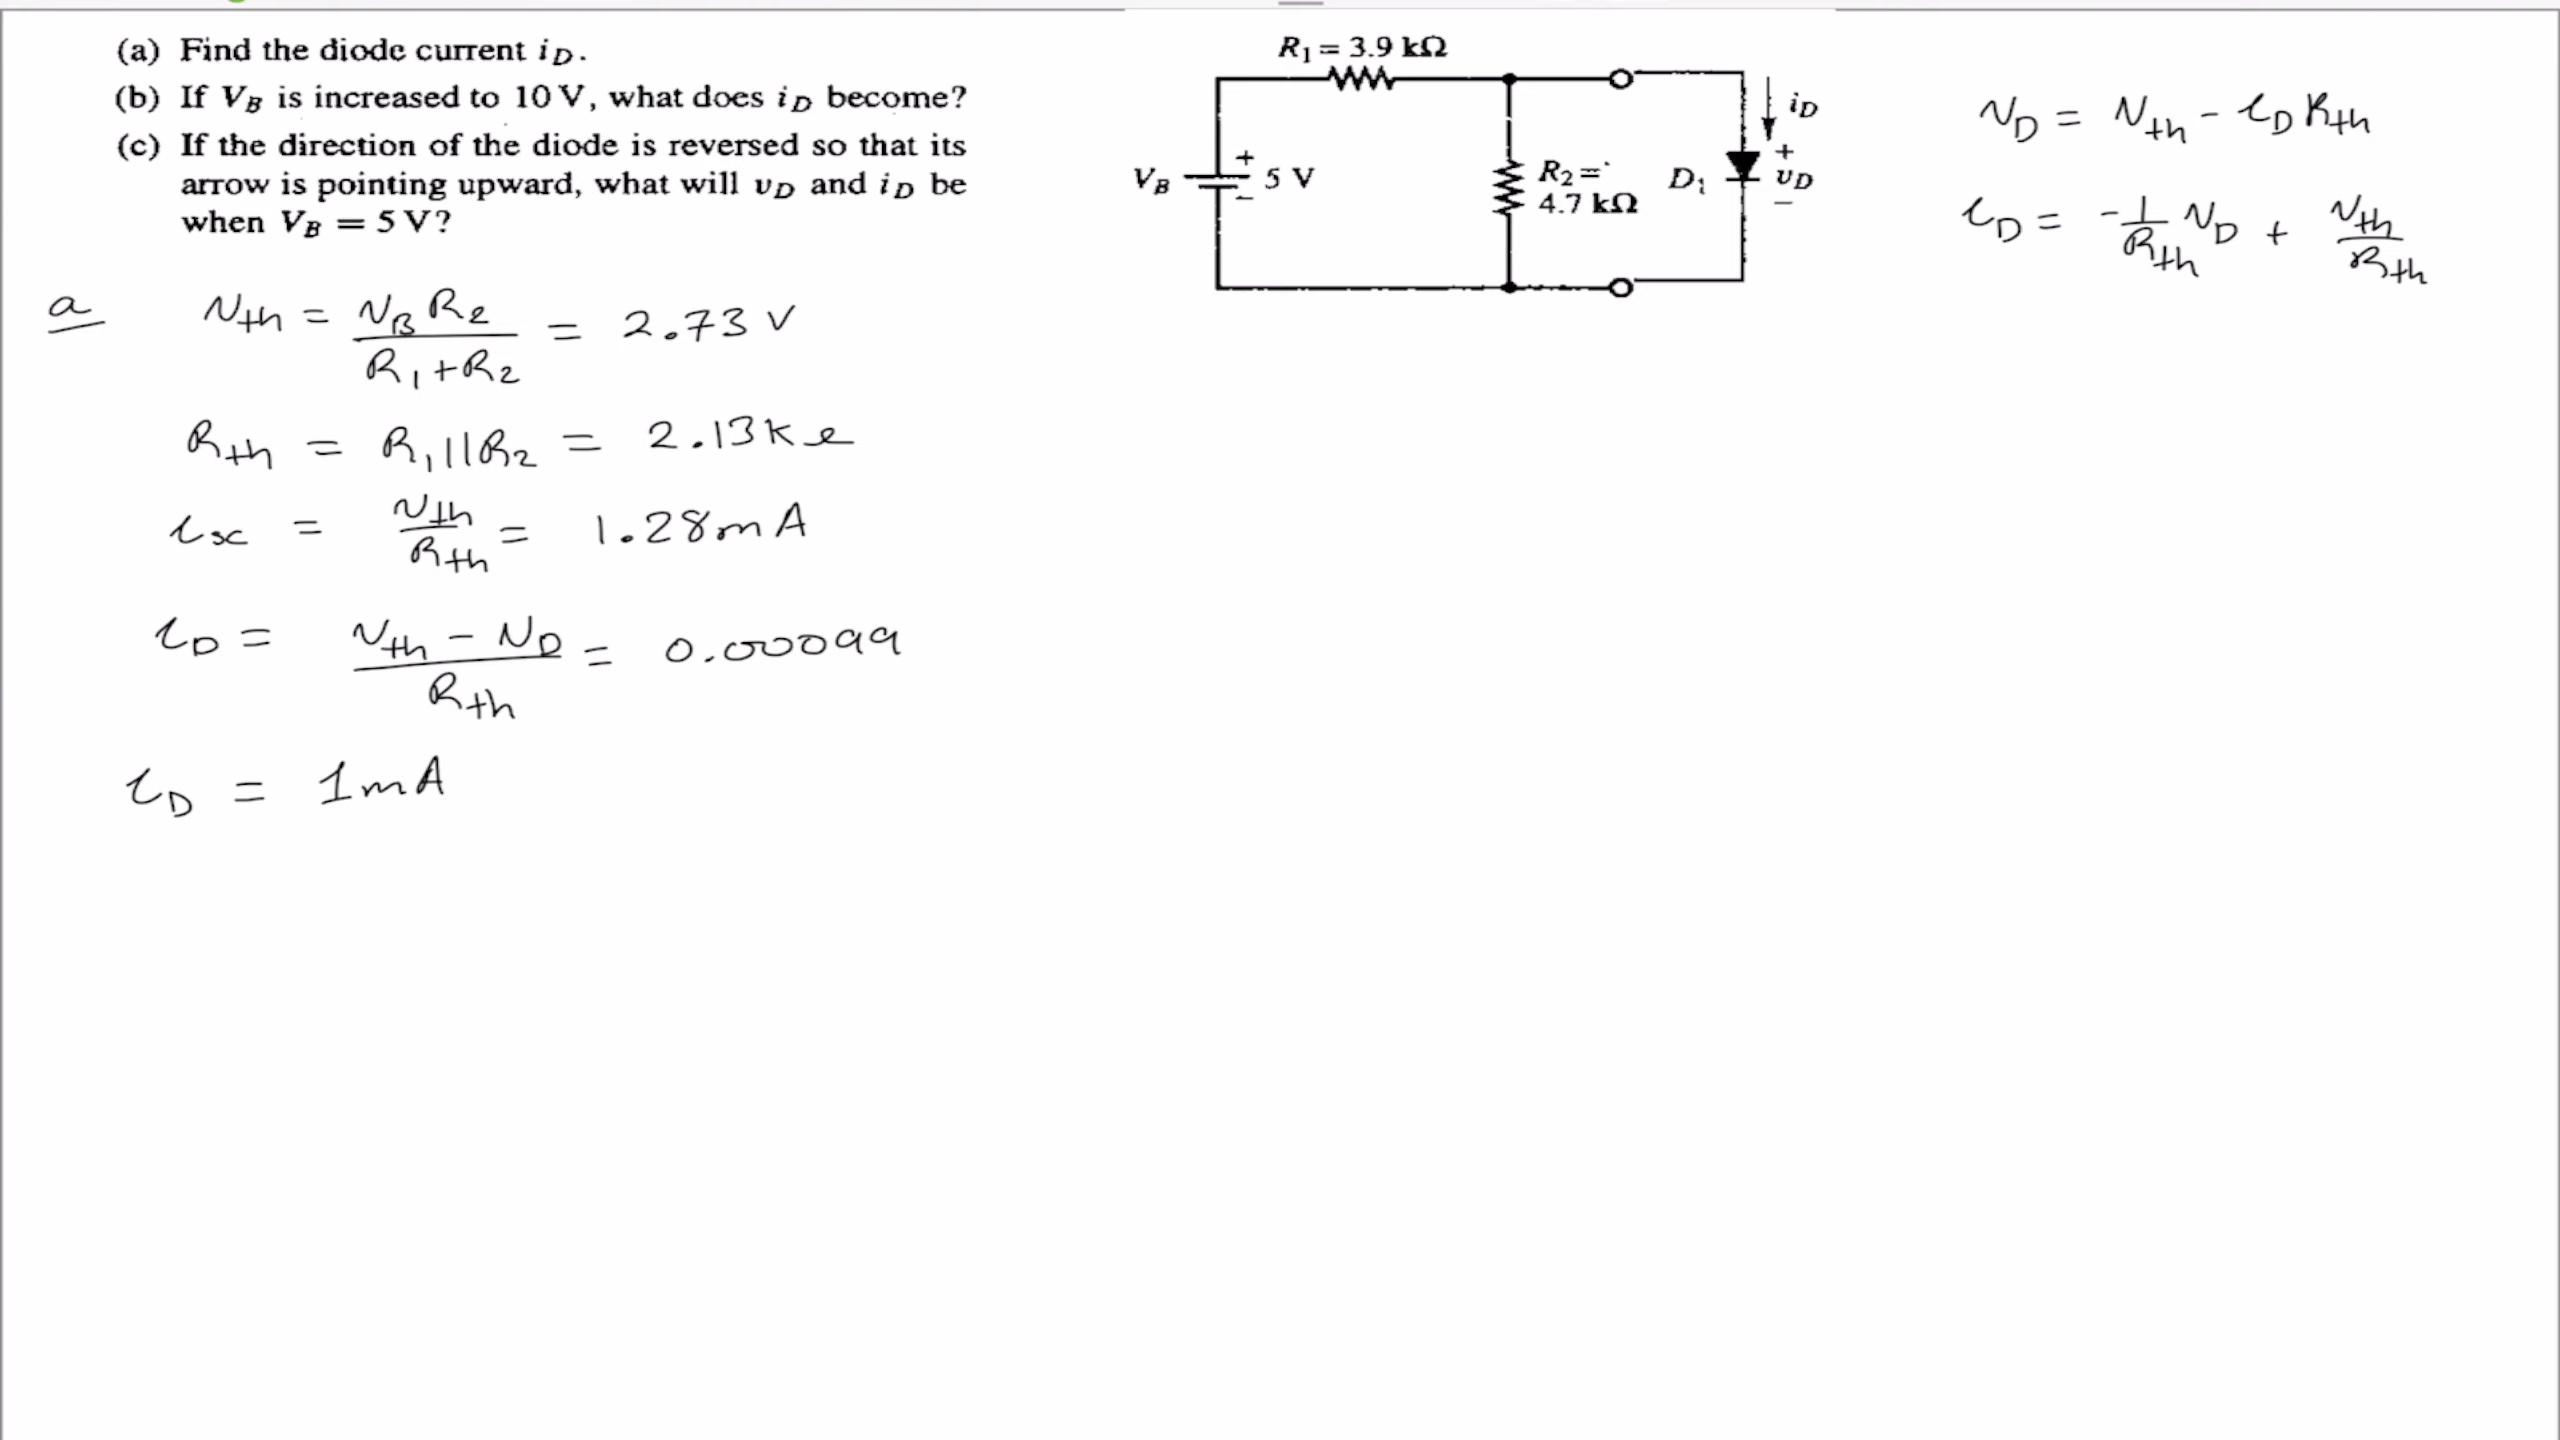 (a) Find the diode current iD.
(b) If VB is increased to 10 V, what does iD become?
(c) If the direction of the diode is reversed so that its
arrow is pointing upward, what will vD and iD be
when VB = 5 V?
R1 = 3.9 kΩ
VB + 5 V -
R2 =
4.7 kΩ
D1
iD
+
vD
-
VD = Vth - iD Rth
iD = -1/Rth VD + Vth/Rth
a Vth = VB R2 / R1+R2 = 2.73 V
Rth = R1||R2 = 2.13k
isc = Vth/Rth = 1.28mA
iD = Vth - VD / Rth = 0.00099
iD = 1mA